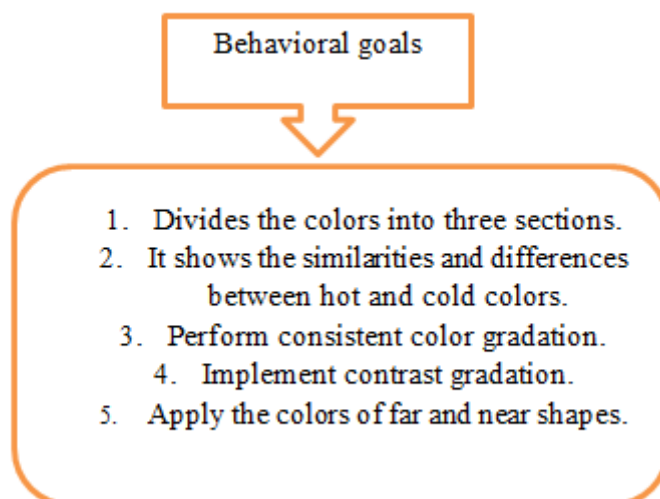 Behavioral goals
1. Divides the colors into three sections.
2. It shows the similarities and differences
between hot and cold colors.
3. Perform consistent color gradation.
4. Implement contrast gradation.
5. Apply the colors of far and near shapes.